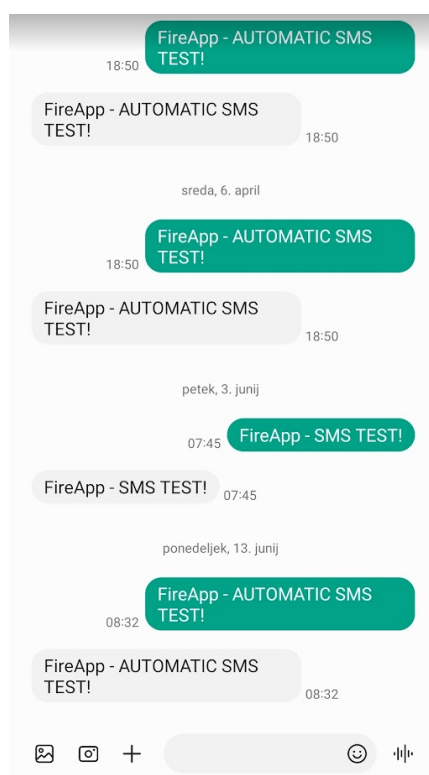 FireApp - AUTOMATIC SMS
TEST!
18:50
FireApp - AUTOMATIC SMS
TEST!
18:50
sreda, 6. april
FireApp - AUTOMATIC SMS
TEST!
18:50
FireApp - AUTOMATIC SMS
TEST!
18:50
petek, 3. junij
07:45
FireApp - SMS TEST!
FireApp - SMS TEST!
07:45
ponedeljek, 13. junij
FireApp - AUTOMATIC SMS
TEST!
08:32
FireApp - AUTOMATIC SMS
TEST!
08:32